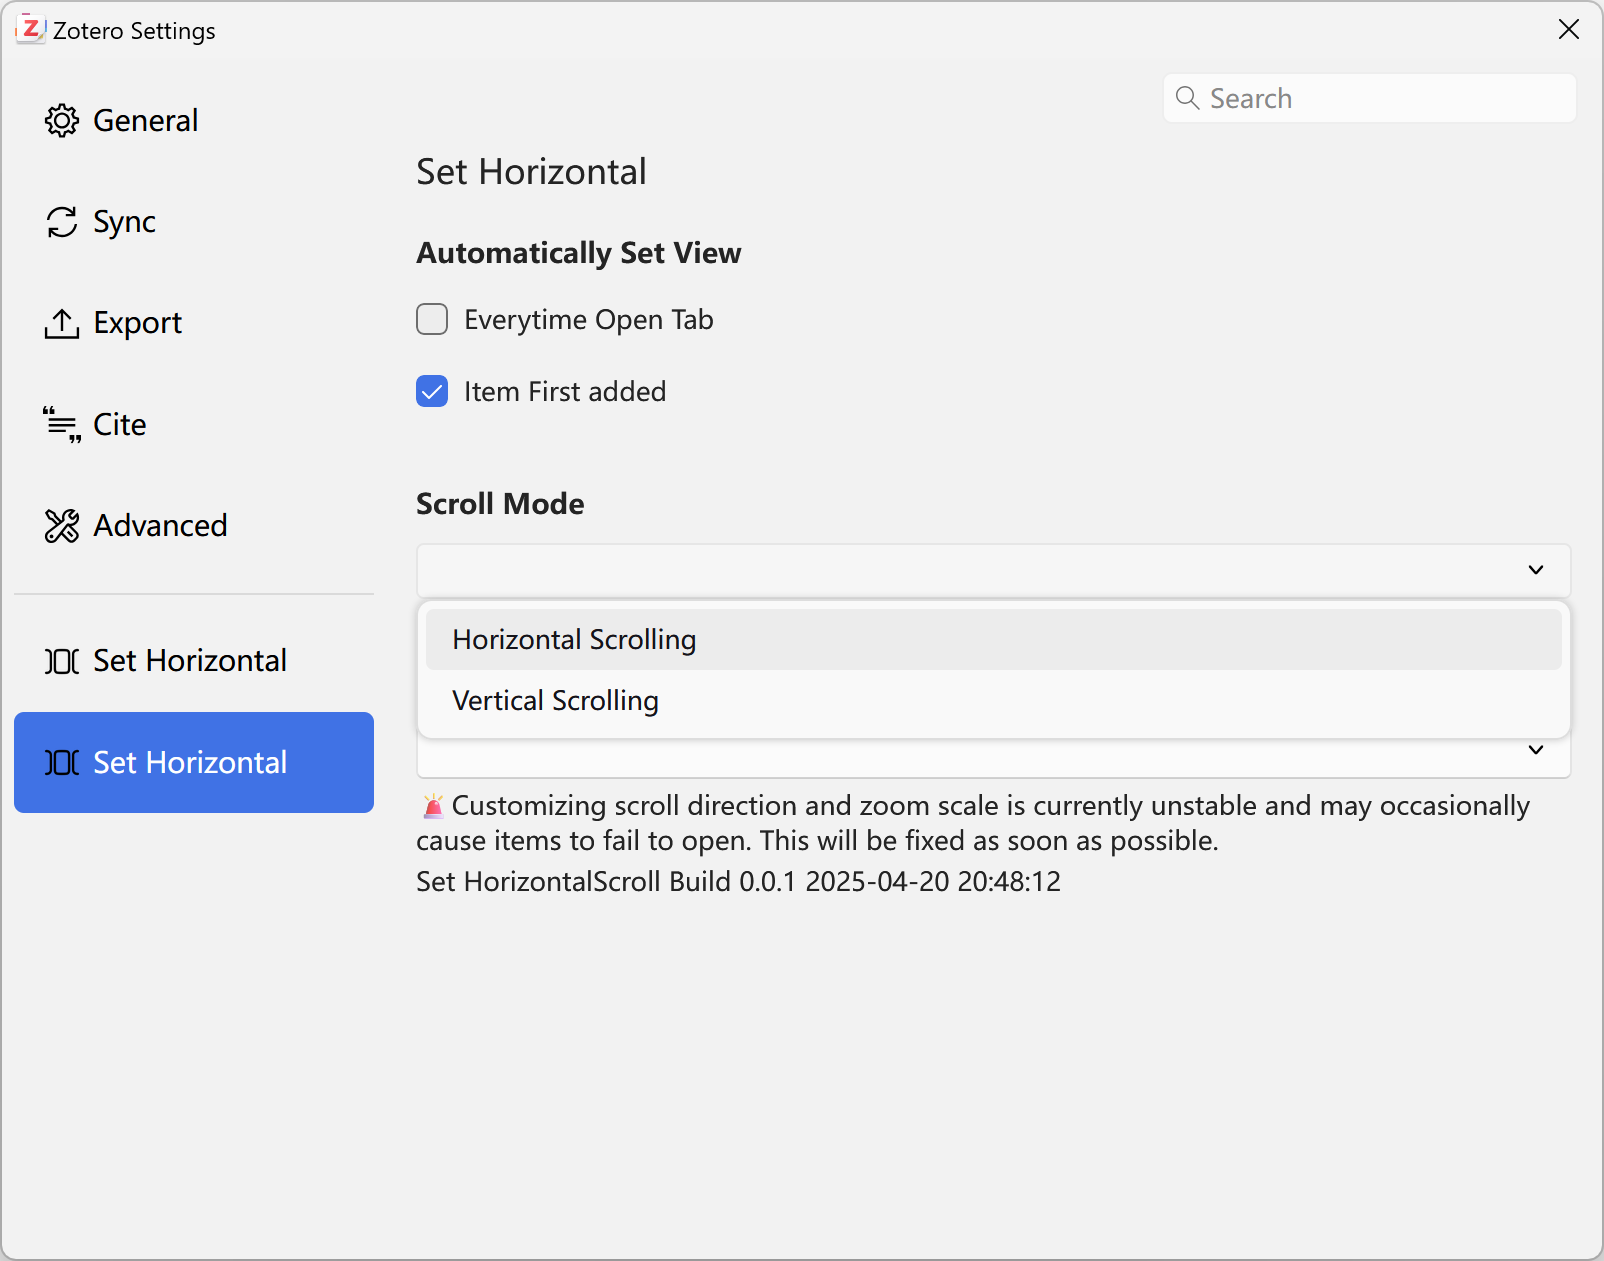 Zotero Settings
Search
General
Sync
Export
Cite
Advanced
Set Horizontal
Set Horizontal
Set Horizontal
Automatically Set View
Everytime Open Tab
Item First added
Scroll Mode
Horizontal Scrolling
Vertical Scrolling
🚨Customizing scroll direction and zoom scale is currently unstable and may occasionally
cause items to fail to open. This will be fixed as soon as possible.
Set HorizontalScroll Build 0.0.1 2025-04-20 20:48:12